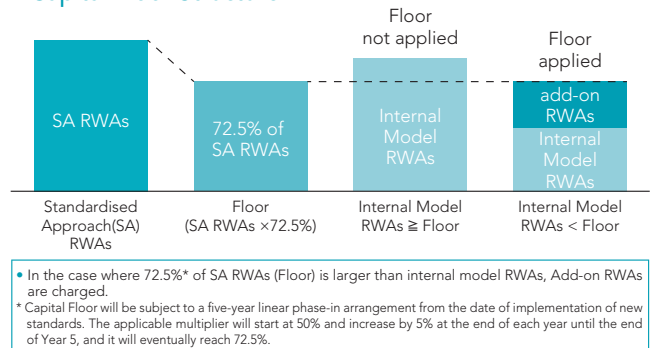 Floor
not applied
Floor
applied
SA RWAs
72.5% of
SA RWAs
Internal
Model
RWAs
add-on
RWAs
Internal
Model
RWAs
Standardised
Approach(SA)
RWAs
Floor
(SA RWAs ×72.5%)
Internal Model
RWAs ≧ Floor
Internal Model
RWAs < Floor
• In the case where 72.5%* of SA RWAs (Floor) is larger than internal model RWAs, Add-on RWAs
are charged.
* Capital Floor will be subject to a five-year linear phase-in arrangement from the date of implementation of new
standards. The applicable multiplier will start at 50% and increase by 5% at the end of each year until the end
of Year 5, and it will eventually reach 72.5%.